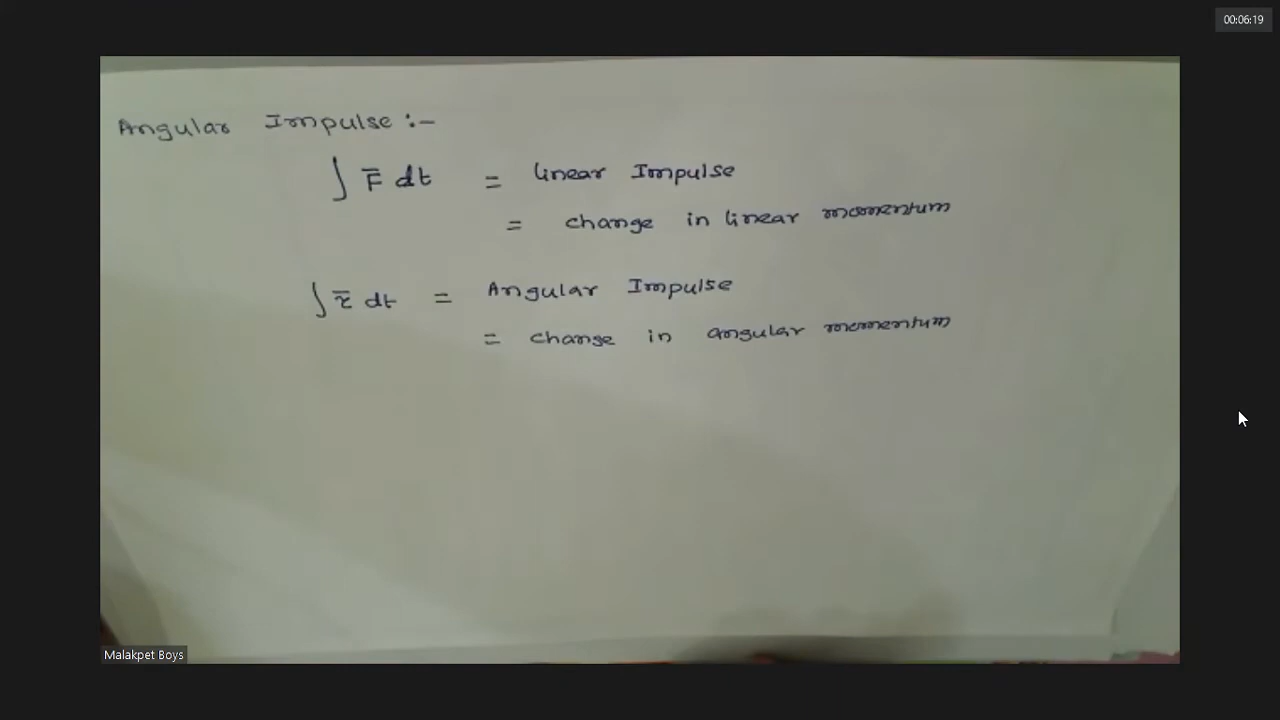 00:06:19
Angular Impulse :-
∫ F̅ dt = linear Impulse
= change in linear momentum
∫ τ̅ dt = Angular Impulse
= change in angular momentum
Malakpet Boys